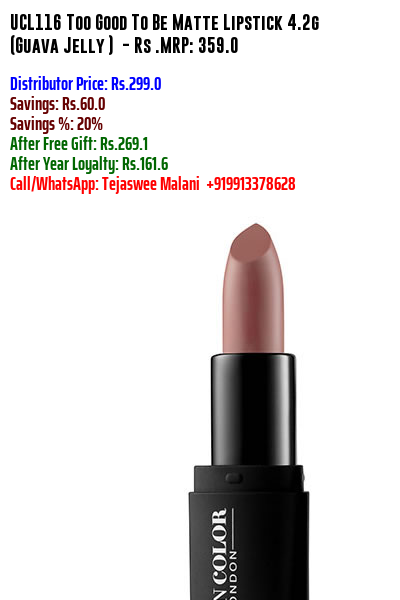 UCL116 Too Good To Be Matte Lipstick 4.2g
(Guava Jelly ) - Rs .MRP: 359.0
Distributor Price: Rs.299.0
Savings: Rs.60.0
Savings %: 20%
After Free Gift: Rs.269.1
After Year Loyalty: Rs.161.6
Call/WhatsApp: Tejaswee Malani +919913378628
N COLOR
ONDON